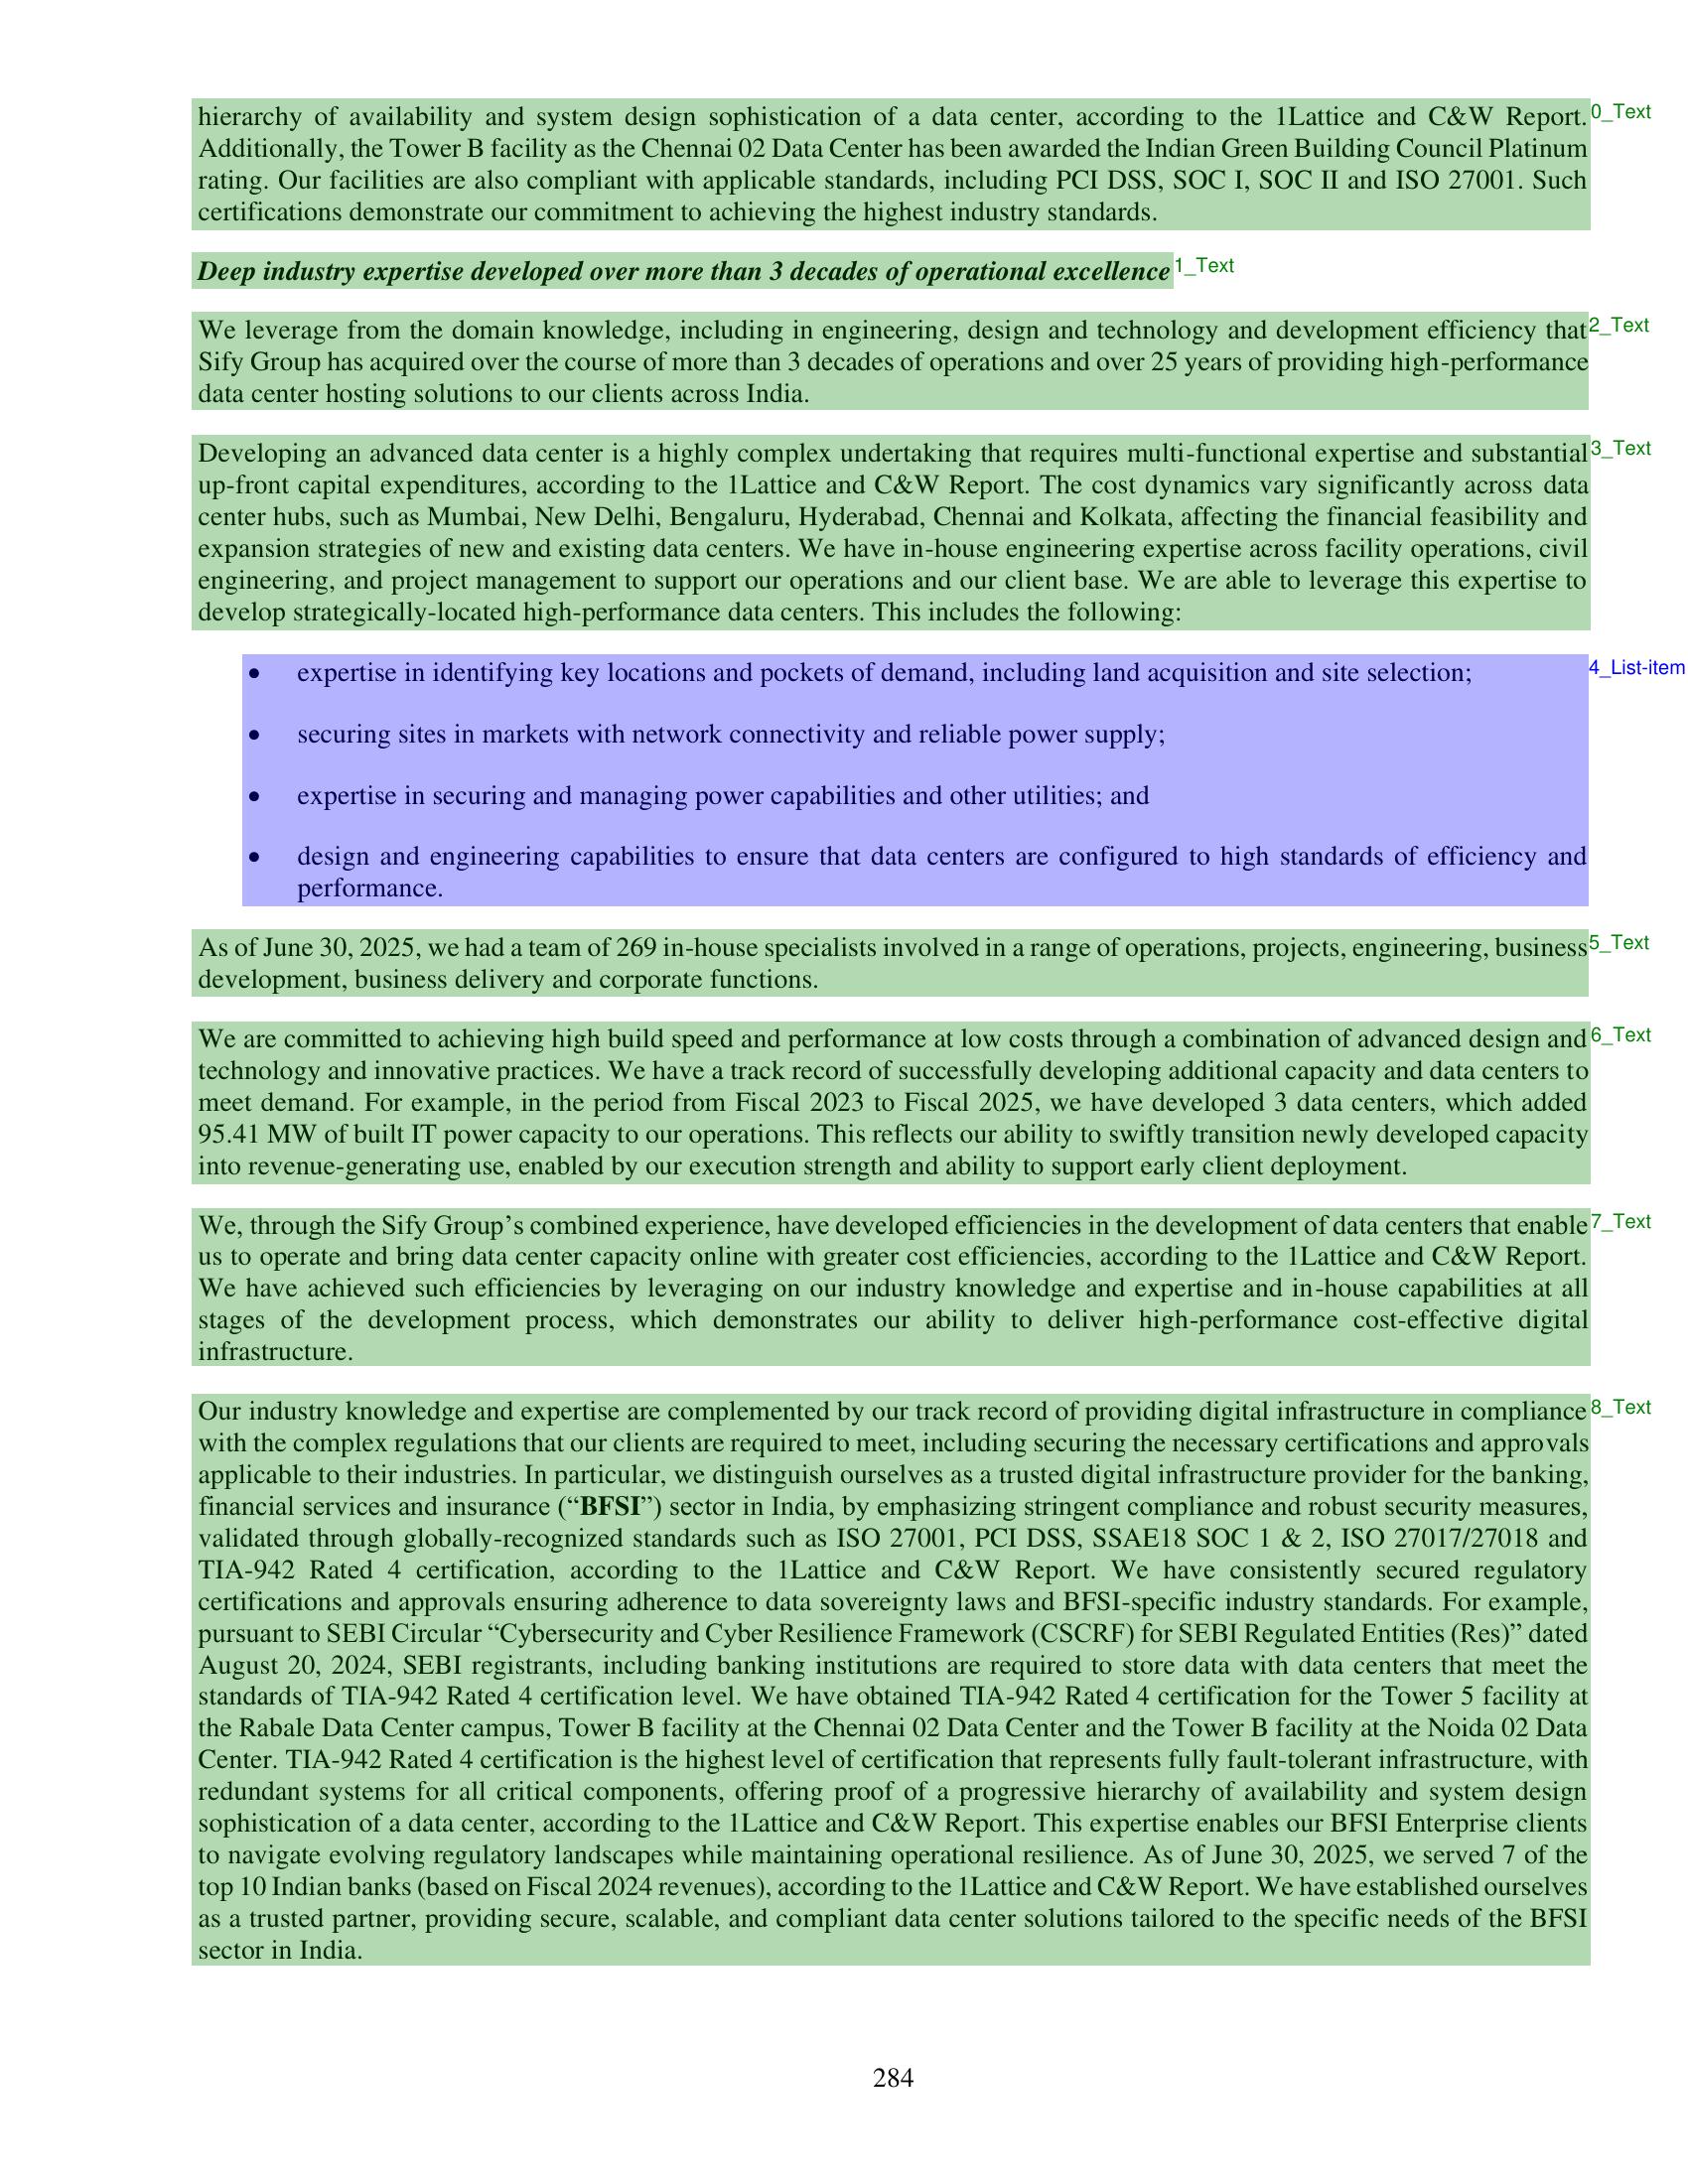 hierarchy of availability and system design sophistication of a data center, according to the 1Lattice and C&W Report. 0_Text
Additionally, the Tower B facility as the Chennai 02 Data Center has been awarded the Indian Green Building Council Platinum
rating. Our facilities are also compliant with applicable standards, including PCI DSS, SOC I, SOC II and ISO 27001. Such
certifications demonstrate our commitment to achieving the highest industry standards.
Deep industry expertise developed over more than 3 decades of operational excellence 1_Text
We leverage from the domain knowledge, including in engineering, design and technology and development efficiency that 2_Text
Sify Group has acquired over the course of more than 3 decades of operations and over 25 years of providing high-performance
data center hosting solutions to our clients across India.
Developing an advanced data center is a highly complex undertaking that requires multi-functional expertise and substantial 3_Text
up-front capital expenditures, according to the 1Lattice and C&W Report. The cost dynamics vary significantly across data
center hubs, such as Mumbai, New Delhi, Bengaluru, Hyderabad, Chennai and Kolkata, affecting the financial feasibility and
expansion strategies of new and existing data centers. We have in-house engineering expertise across facility operations, civil
engineering, and project management to support our operations and our client base. We are able to leverage this expertise to
develop strategically-located high-performance data centers. This includes the following:
• expertise in identifying key locations and pockets of demand, including land acquisition and site selection; 4_List-item
• securing sites in markets with network connectivity and reliable power supply;
• expertise in securing and managing power capabilities and other utilities; and
• design and engineering capabilities to ensure that data centers are configured to high standards of efficiency and
performance.
As of June 30, 2025, we had a team of 269 in-house specialists involved in a range of operations, projects, engineering, business 5_Text
development, business delivery and corporate functions.
We are committed to achieving high build speed and performance at low costs through a combination of advanced design and 6_Text
technology and innovative practices. We have a track record of successfully developing additional capacity and data centers to
meet demand. For example, in the period from Fiscal 2023 to Fiscal 2025, we have developed 3 data centers, which added
95.41 MW of built IT power capacity to our operations. This reflects our ability to swiftly transition newly developed capacity
into revenue-generating use, enabled by our execution strength and ability to support early client deployment.
We, through the Sify Group’s combined experience, have developed efficiencies in the development of data centers that enable 7_Text
us to operate and bring data center capacity online with greater cost efficiencies, according to the 1Lattice and C&W Report.
We have achieved such efficiencies by leveraging on our industry knowledge and expertise and in-house capabilities at all
stages of the development process, which demonstrates our ability to deliver high-performance cost-effective digital
infrastructure.
Our industry knowledge and expertise are complemented by our track record of providing digital infrastructure in compliance 8_Text
with the complex regulations that our clients are required to meet, including securing the necessary certifications and approvals
applicable to their industries. In particular, we distinguish ourselves as a trusted digital infrastructure provider for the banking,
financial services and insurance (“BFSI”) sector in India, by emphasizing stringent compliance and robust security measures,
validated through globally-recognized standards such as ISO 27001, PCI DSS, SSAE18 SOC 1 & 2, ISO 27017/27018 and
TIA-942 Rated 4 certification, according to the 1Lattice and C&W Report. We have consistently secured regulatory
certifications and approvals ensuring adherence to data sovereignty laws and BFSI-specific industry standards. For example,
pursuant to SEBI Circular “Cybersecurity and Cyber Resilience Framework (CSCRF) for SEBI Regulated Entities (Res)” dated
August 20, 2024, SEBI registrants, including banking institutions are required to store data with data centers that meet the
standards of TIA-942 Rated 4 certification level. We have obtained TIA-942 Rated 4 certification for the Tower 5 facility at
the Rabale Data Center campus, Tower B facility at the Chennai 02 Data Center and the Tower B facility at the Noida 02 Data
Center. TIA-942 Rated 4 certification is the highest level of certification that represents fully fault-tolerant infrastructure, with
redundant systems for all critical components, offering proof of a progressive hierarchy of availability and system design
sophistication of a data center, according to the 1Lattice and C&W Report. This expertise enables our BFSI Enterprise clients
to navigate evolving regulatory landscapes while maintaining operational resilience. As of June 30, 2025, we served 7 of the
top 10 Indian banks (based on Fiscal 2024 revenues), according to the 1Lattice and C&W Report. We have established ourselves
as a trusted partner, providing secure, scalable, and compliant data center solutions tailored to the specific needs of the BFSI
sector in India.
284